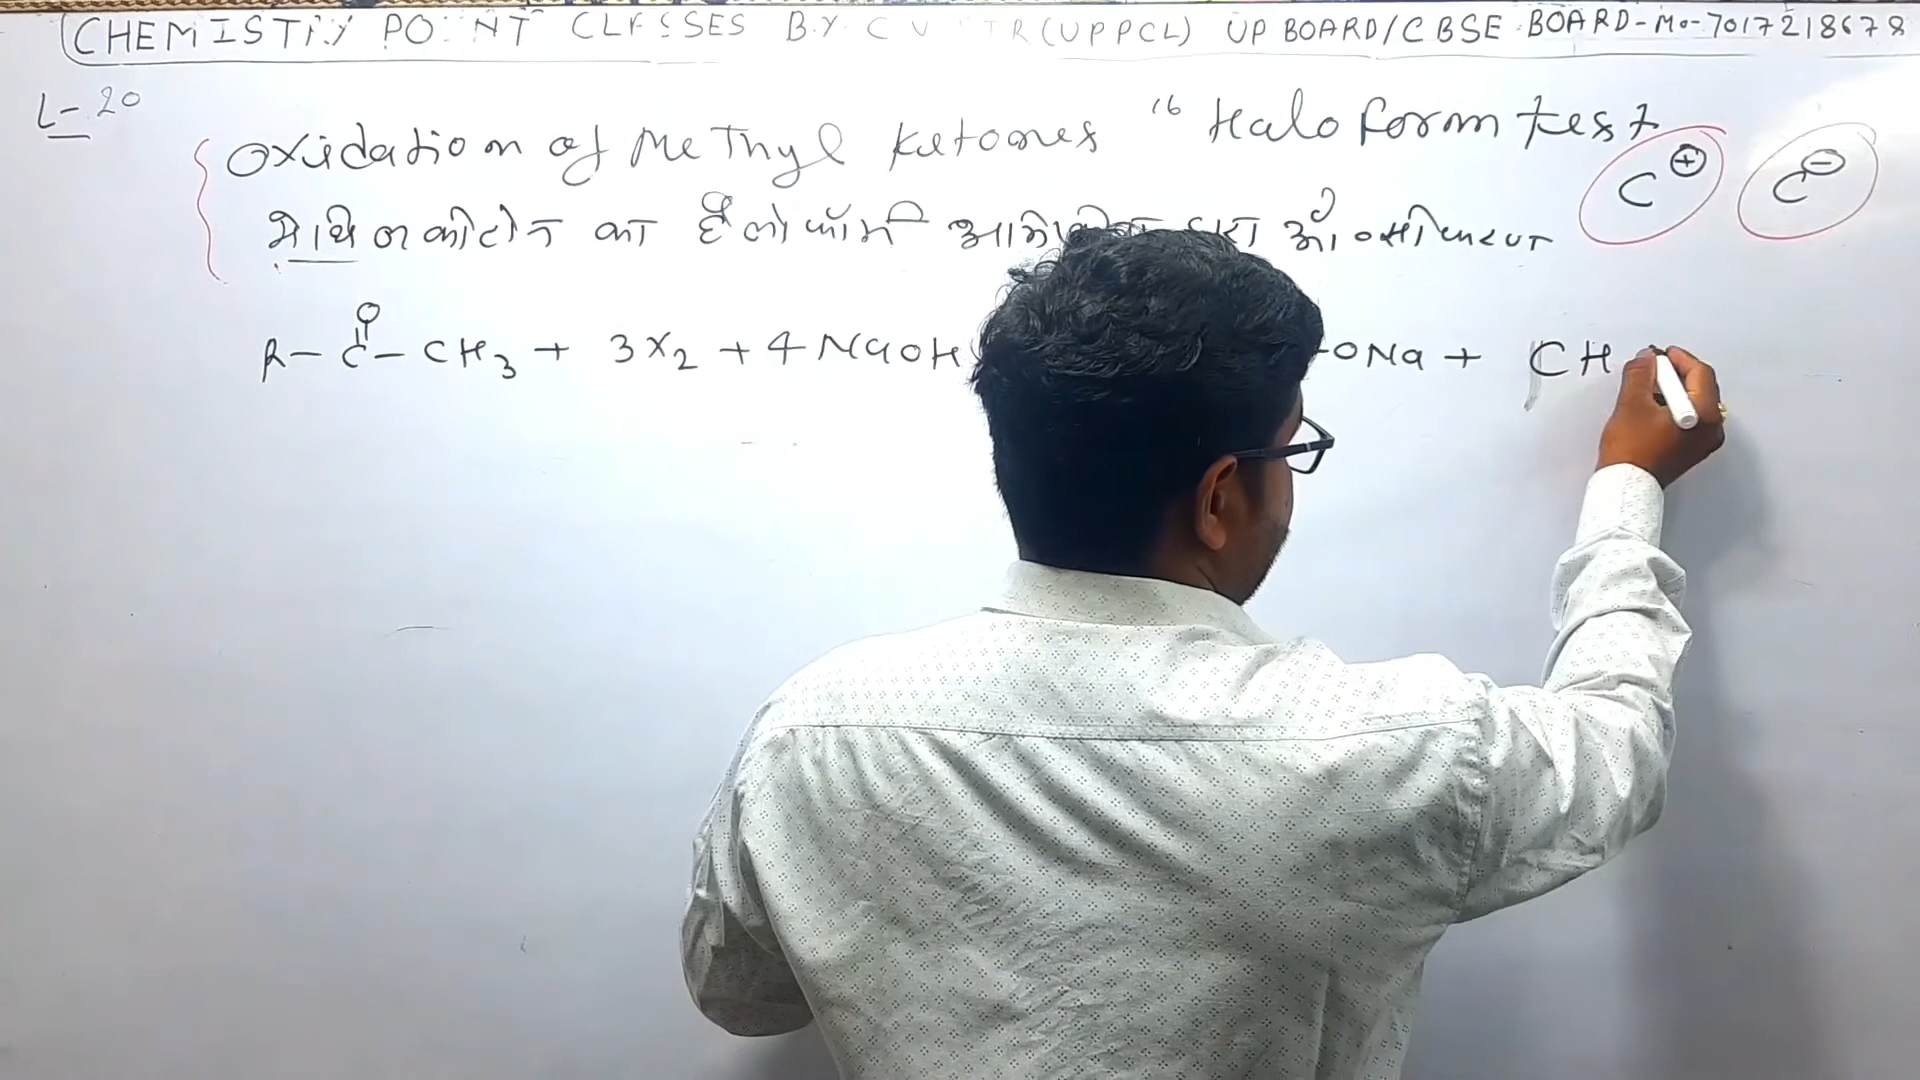 CHEMISTRY POINT CLASSES BY UPPCL) UP BOARD/CBSE BOARD-Mo-7017218678
L-20
Oxidation of Methyl Ketones "Haloform test
का हैलोफॉर्म
C⊕ C⊖
R-C-CH3 + 3X2 + 4NaOH -ONa + CH
O